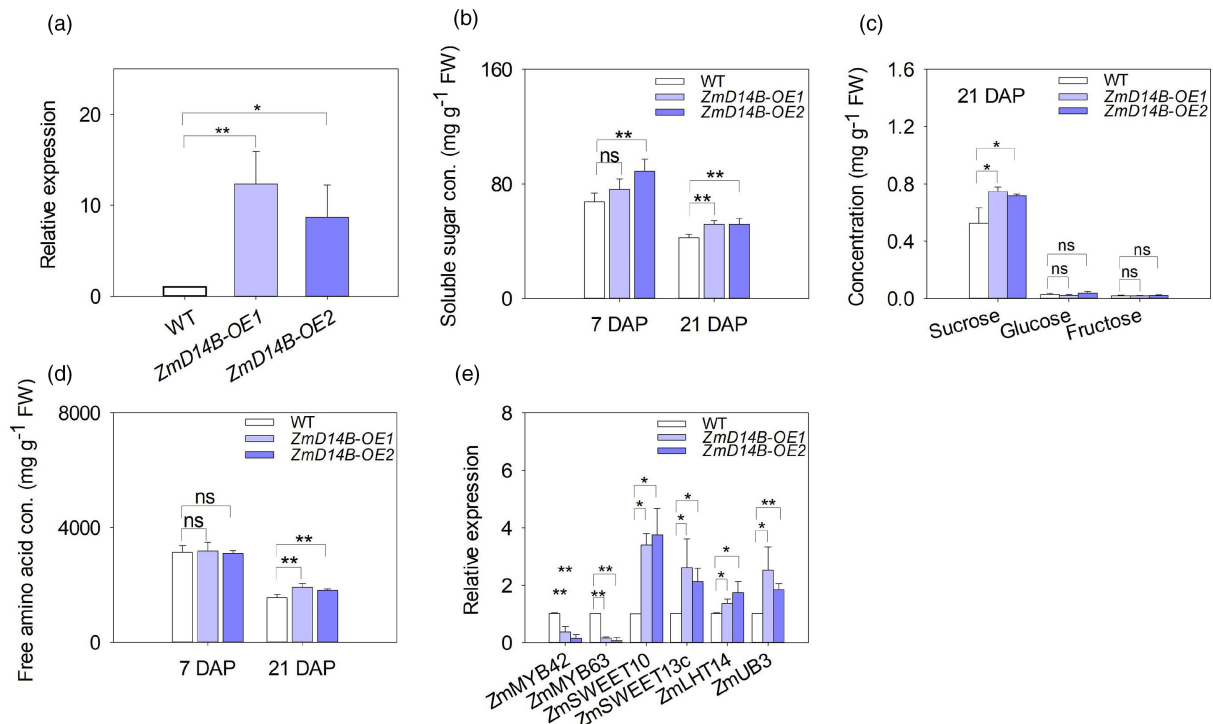 (a)
Relative expression
20
10
0
**
*
WT
ZmD14B-OE1
ZmD14B-OE2
(b)
Soluble sugar con. (mg g⁻¹ FW)
160
80
0
WT
ZmD14B-OE1
ZmD14B-OE2
ns
**
**
**
7 DAP
21 DAP
(c)
Concentration (mg g⁻¹ FW)
1.6
1.2
0.8
0.4
0.0
21 DAP
WT
ZmD14B-OE1
ZmD14B-OE2
*
*
ns
ns
ns
ns
Sucrose
Glucose
Fructose
(d)
Free amino acid con. (mg g⁻¹ FW)
8000
4000
0
WT
ZmD14B-OE1
ZmD14B-OE2
ns
ns
**
**
7 DAP
21 DAP
(e)
Relative expression
8
6
4
2
0
WT
ZmD14B-OE1
ZmD14B-OE2
**
**
**
**
*
*
*
*
*
*
*
**
ZmMYB42
ZmMYB63
ZmSWEET10
ZmSWEET13c
ZmLHT14
ZmUB3